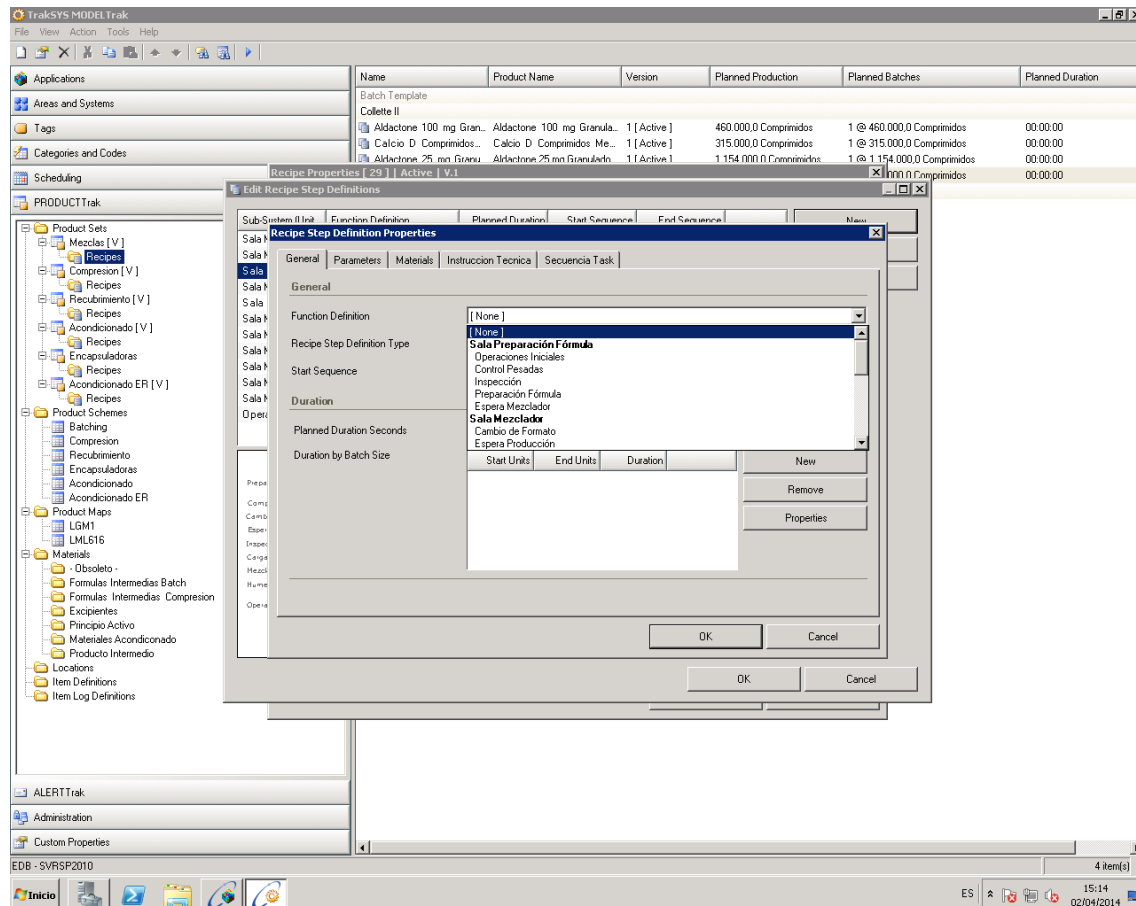 TrakSYS MODELTrak
File View Action Tools Help
Applications
Areas and Systems
Tags
Categories and Codes
Scheduling
PRODUCTTrak
Product Sets
Mezclas [ V ]
Recipes
Compresion [ V ]
Recipes
Recubrimiento [ V ]
Recipes
Acondicionado [ V ]
Recipes
Encapsuladoras
Recipes
Acondicionado ER [ V ]
Recipes
Product Schemes
Batching
Compresion
Recubrimiento
Encapsuladoras
Acondicionado
Acondicionado ER
Product Maps
LGM1
LML616
Materials
- Obsoleto -
Formulas Intermedias Batch
Formulas Intermedias Compresion
Excipientes
Principio Activo
Materiales Acondiconado
Producto Intermedio
Locations
Item Definitions
Item Log Definitions
ALERTTrak
Administration
Custom Properties
Name Product Name Version Planned Production Planned Batches Planned Duration
Batch Template
Collette II
Aldactone 100 mg Gran... Aldactone 100 mg Granula... 1 [ Active ] 460.000,0 Comprimidos 1 @ 460.000,0 Comprimidos 00:00:00
Calcio D Comprimidos... Calcio D Comprimidos Me... 1 [ Active ] 315.000,0 Comprimidos 1 @ 315.000,0 Comprimidos 00:00:00
Aldactone 25 mg Granu... Aldactone 25 mg Granulado 1 [ Active ] 1.154.000,0 Comprimidos 1 @ 1.154.000,0 Comprimidos 00:00:00
000,0 Comprimidos 00:00:00
Recipe Properties [ 29 ] | Active | V.1
Edit Recipe Step Definitions
Sub-System (Unit Function Definition Planned Duration Start Sequence End Sequence New
Sala
Sala
Recipe Step Definition Properties
General Parameters Materials Instruccion Tecnica Secuencia Task
General
Function Definition [ None ]
[ None ]
Sala Preparación Fórmula
Operaciones Iniciales
Control Pesadas
Inspección
Preparación Fórmula
Espera Mezclador
Sala Mezclador
Cambio de Formato
Espera Producción
Recipe Step Definition Type
Start Sequence
Duration
Planned Duration Seconds
Duration by Batch Size
Start Units End Units Duration
New
Remove
Properties
OK Cancel
OK Cancel
EDB - SVRSP2010 4 item(s)
Inicio ES 15:14
02/04/2014